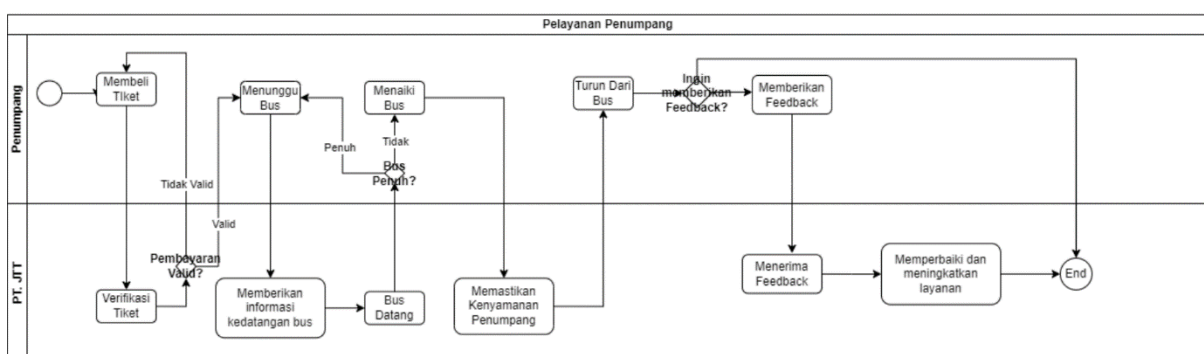 Pelayanan Penumpang
Penumpang
Membeli
TIket
Menunggu
Bus
Menaiki
Bus
Turun Dari
Bus
Ingin
memberikan
Feedback?
Memberikan
Feedback
Penuh
Tidak
Bus
Penuh?
Tidak Valid
Valid
PT. JTT
Pembayaran
Valid?
Verifikasi
Tiket
Memberikan
informasi
kedatangan bus
Bus
Datang
Memastikan
Kenyamanan
Penumpang
Menerima
Feedback
Memperbaiki dan
meningkatkan
layanan
End